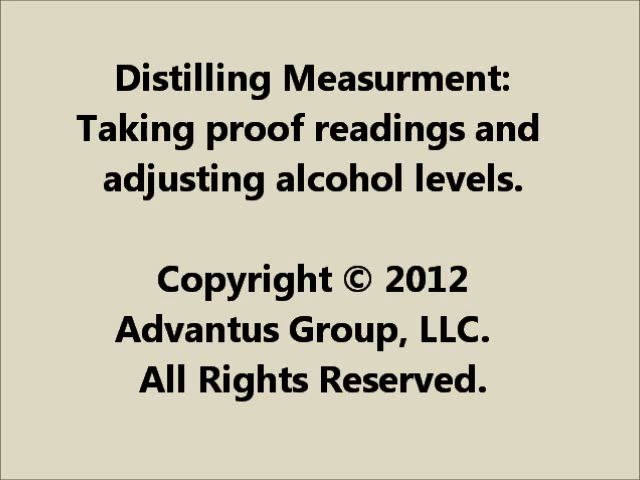 Distilling Measurment:
Taking proof readings and
adjusting alcohol levels.
Copyright © 2012
Advantus Group, LLC.
All Rights Reserved.